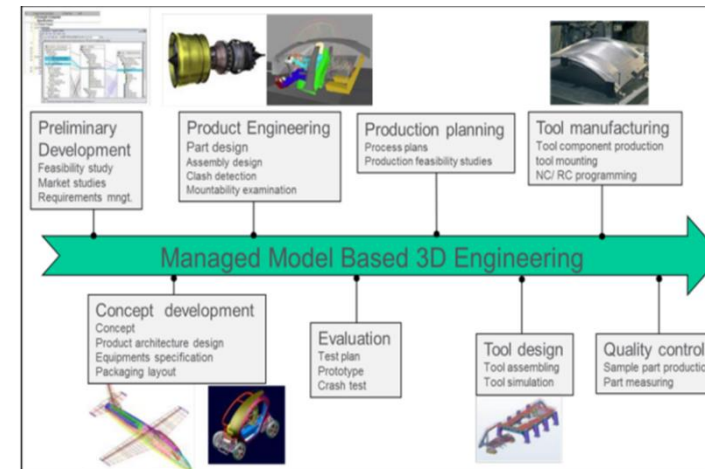 Preliminary
Development
Feasibility study
Market studies
Requirements mngt.
Product Engineering
Part design
Assembly design
Clash detection
Mountability examination
Production planning
Process plans
Production feasibility studies
Tool manufacturing
Tool component production
tool mounting
NC/ RC programming
Managed Model Based 3D Engineering
Concept development
Concept
Product architecture design
Equipments specification
Packaging layout
Evaluation
Test plan
Prototype
Crash test
Tool design
Tool assembling
Tool simulation
Quality control
Sample part production
Part measuring